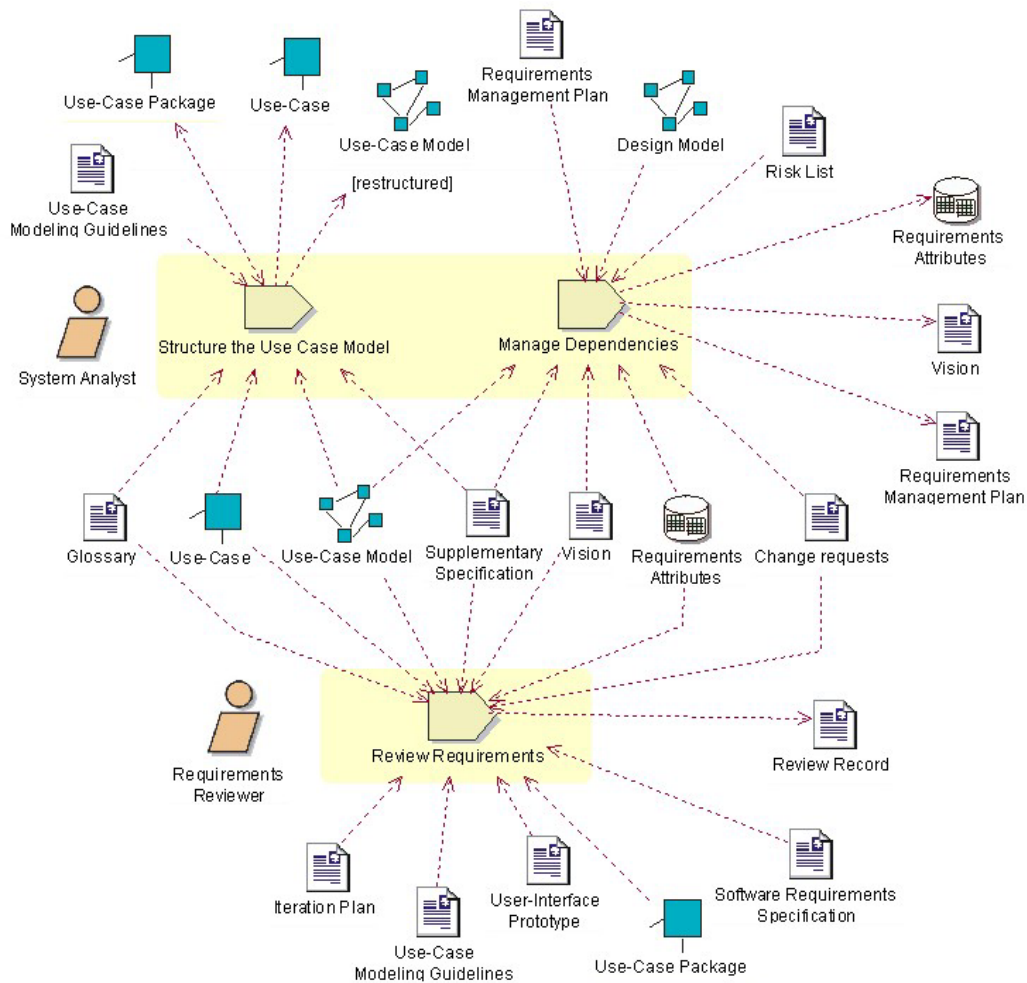 Requirements
Management Plan
Use-Case Package
Use-Case
Use-Case Model
[restructured]
Design Model
Risk List
Use-Case
Modeling Guidelines
Requirements
Attributes
System Analyst
Structure the Use Case Model
Manage Dependencies
Vision
Requirements
Management Plan
Glossary
Use-Case
Use-Case Model
Supplementary
Specification
Vision
Requirements
Attributes
Change requests
Requirements
Reviewer
Review Requirements
Review Record
Iteration Plan
Use-Case
Modeling Guidelines
User-Interface
Prototype
Use-Case Package
Software Requirements
Specification